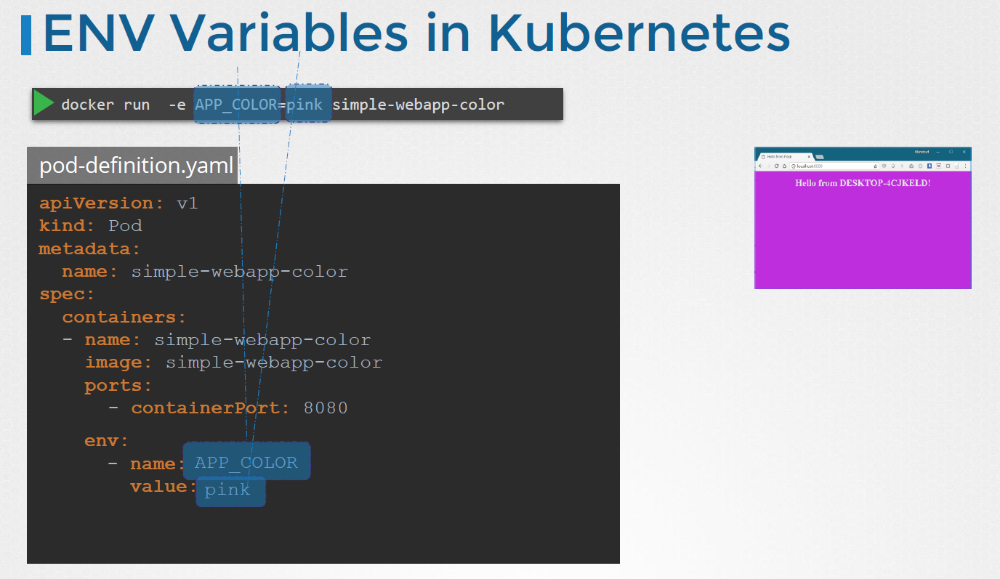 ENV Variables in Kubernetes
docker run -e APP_COLOR=pink simple-webapp-color
pod-definition.yaml
apiVersion: v1
kind: Pod
metadata:
name: simple-webapp-color
spec:
containers:
- name: simple-webapp-color
image: simple-webapp-color
ports:
- containerPort: 8080
env:
- name: APP_COLOR
value: pink
Hello from Flask
localhost:8080
Hello from DESKTOP-4CJKELD!